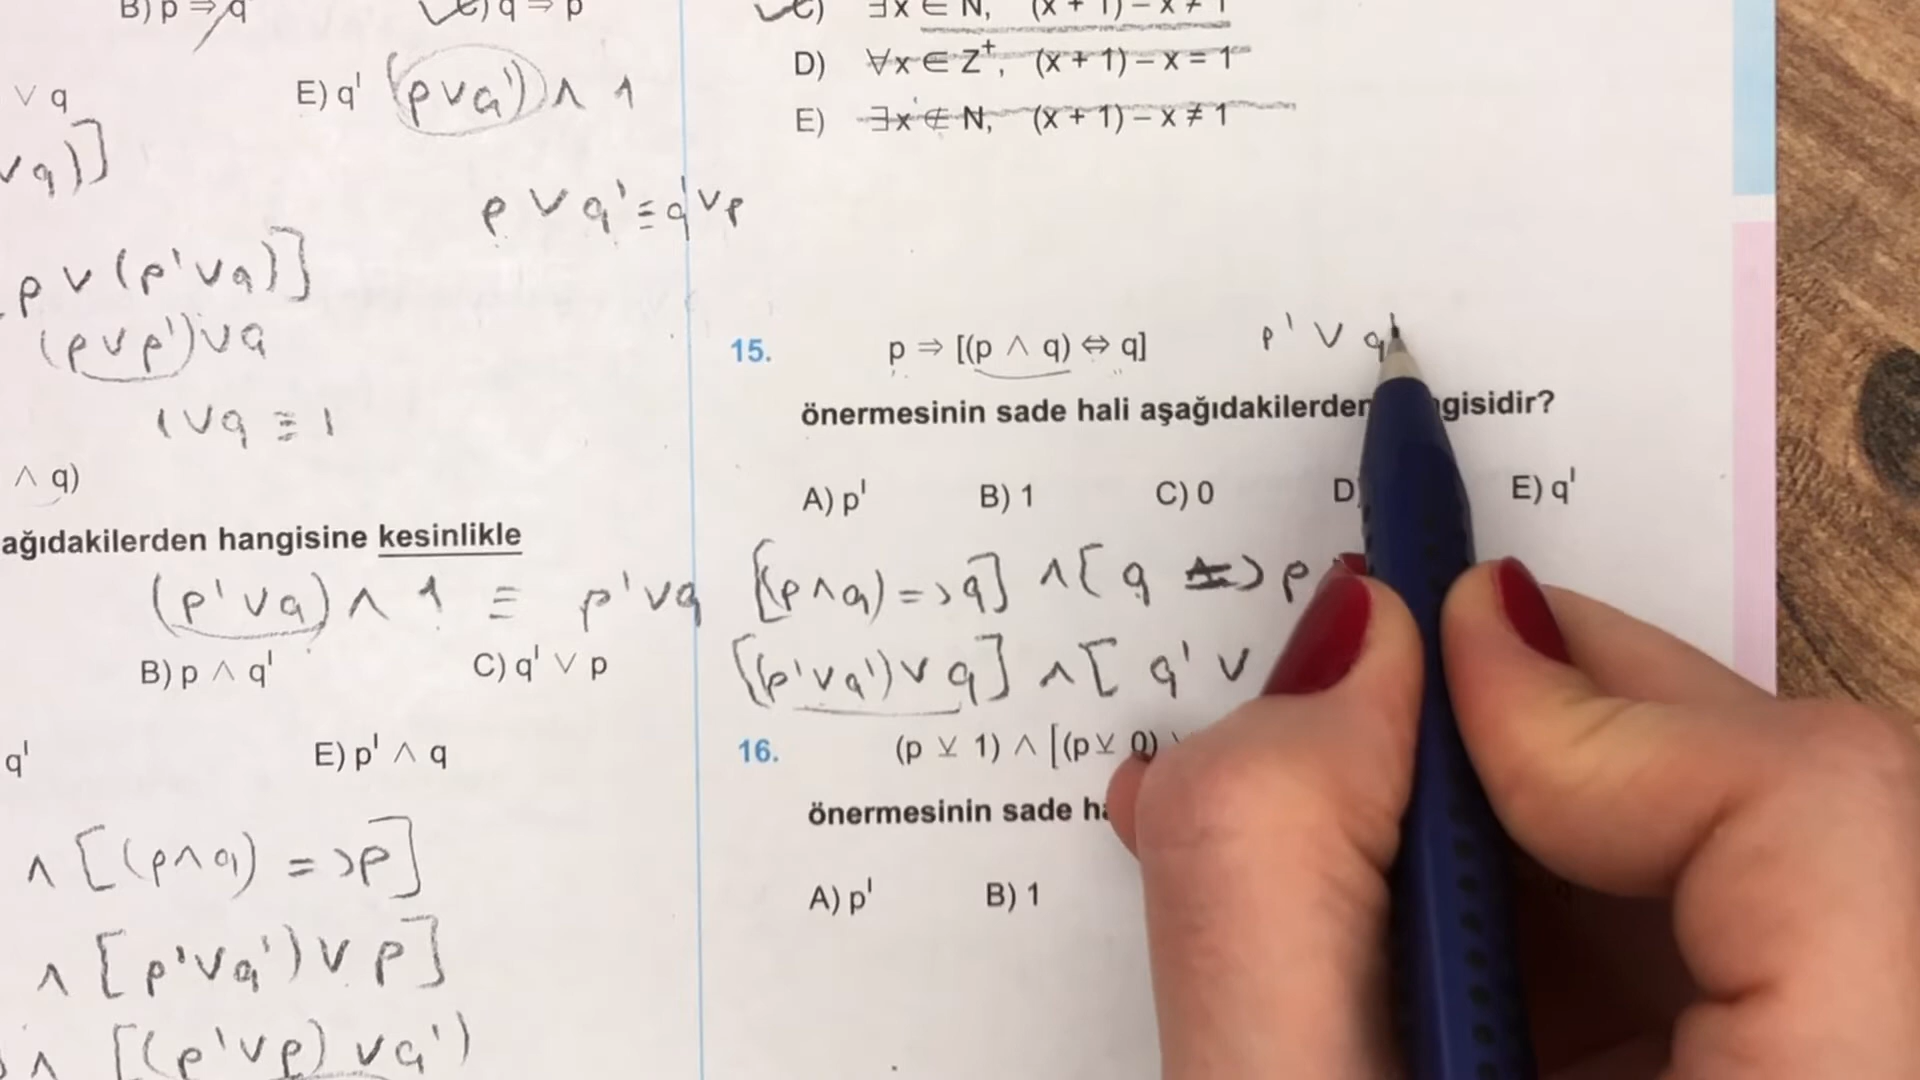 B) p ⇒ q
C) q ⇒ p
∨ q
E) q' (p∨q') ∧ 1
∨q)]
p ∨ q' ≡ q' ∨ p
p ∨ (p' ∨ q)]
(p ∨ p') ∨ q
1 ∨ q ≡ 1
∧ q)
ağıdakilerden hangisine kesinlikle
(p' ∨ q) ∧ 1 ≡ p' ∨ q
B) p ∧ q'
C) q' ∨ p
q'
E) p' ∧ q
∧ [(p ∧ q) => p]
∧ [p' ∨ q') ∨ p]
∧ [(p' ∨ p) ∨ q')
C) ∃x ∈ N, (x + 1) − x ≠ 1
D) ∀x ∈ Z⁺, (x + 1) − x = 1
E) ∃x ∉ N, (x + 1) − x ≠ 1
15. p ⇒ [(p ∧ q) ⇔ q] p' ∨ q'
önermesinin sade hali aşağıdakilerden
A) p' B) 1 C) 0 D) E) q'
[(p ∧ q) => q] ∧ [q => p
[(p' ∨ q') ∨ q] ∧ [q' ∨
16. (p ⊻ 1) ∧ [(p ⊻ 0)
önermesinin sade
A) p' B) 1